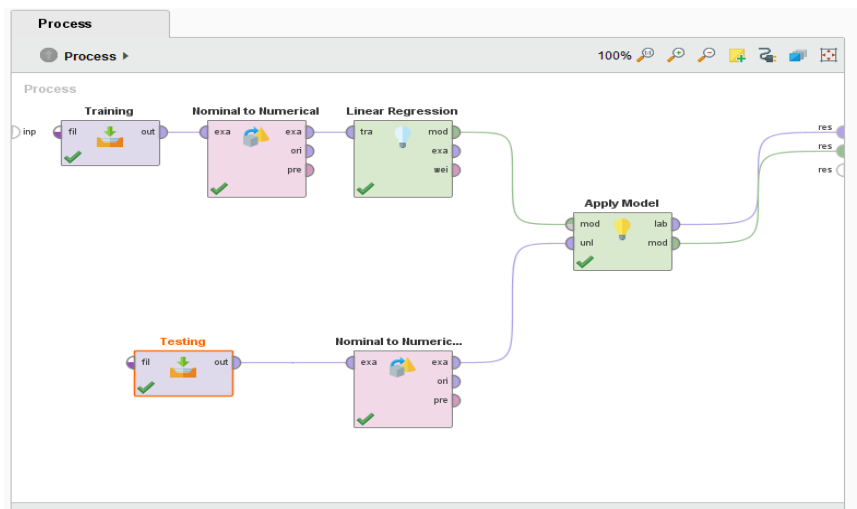 Process
Process
100%
Process
Training
Nominal to Numerical
Linear Regression
inp
fil
out
exa
exa
tra
mod
res
ori
exa
res
pre
wei
res
Apply Model
mod
lab
unl
mod
Testing
Nominal to Numeric...
fil
out
exa
exa
ori
pre